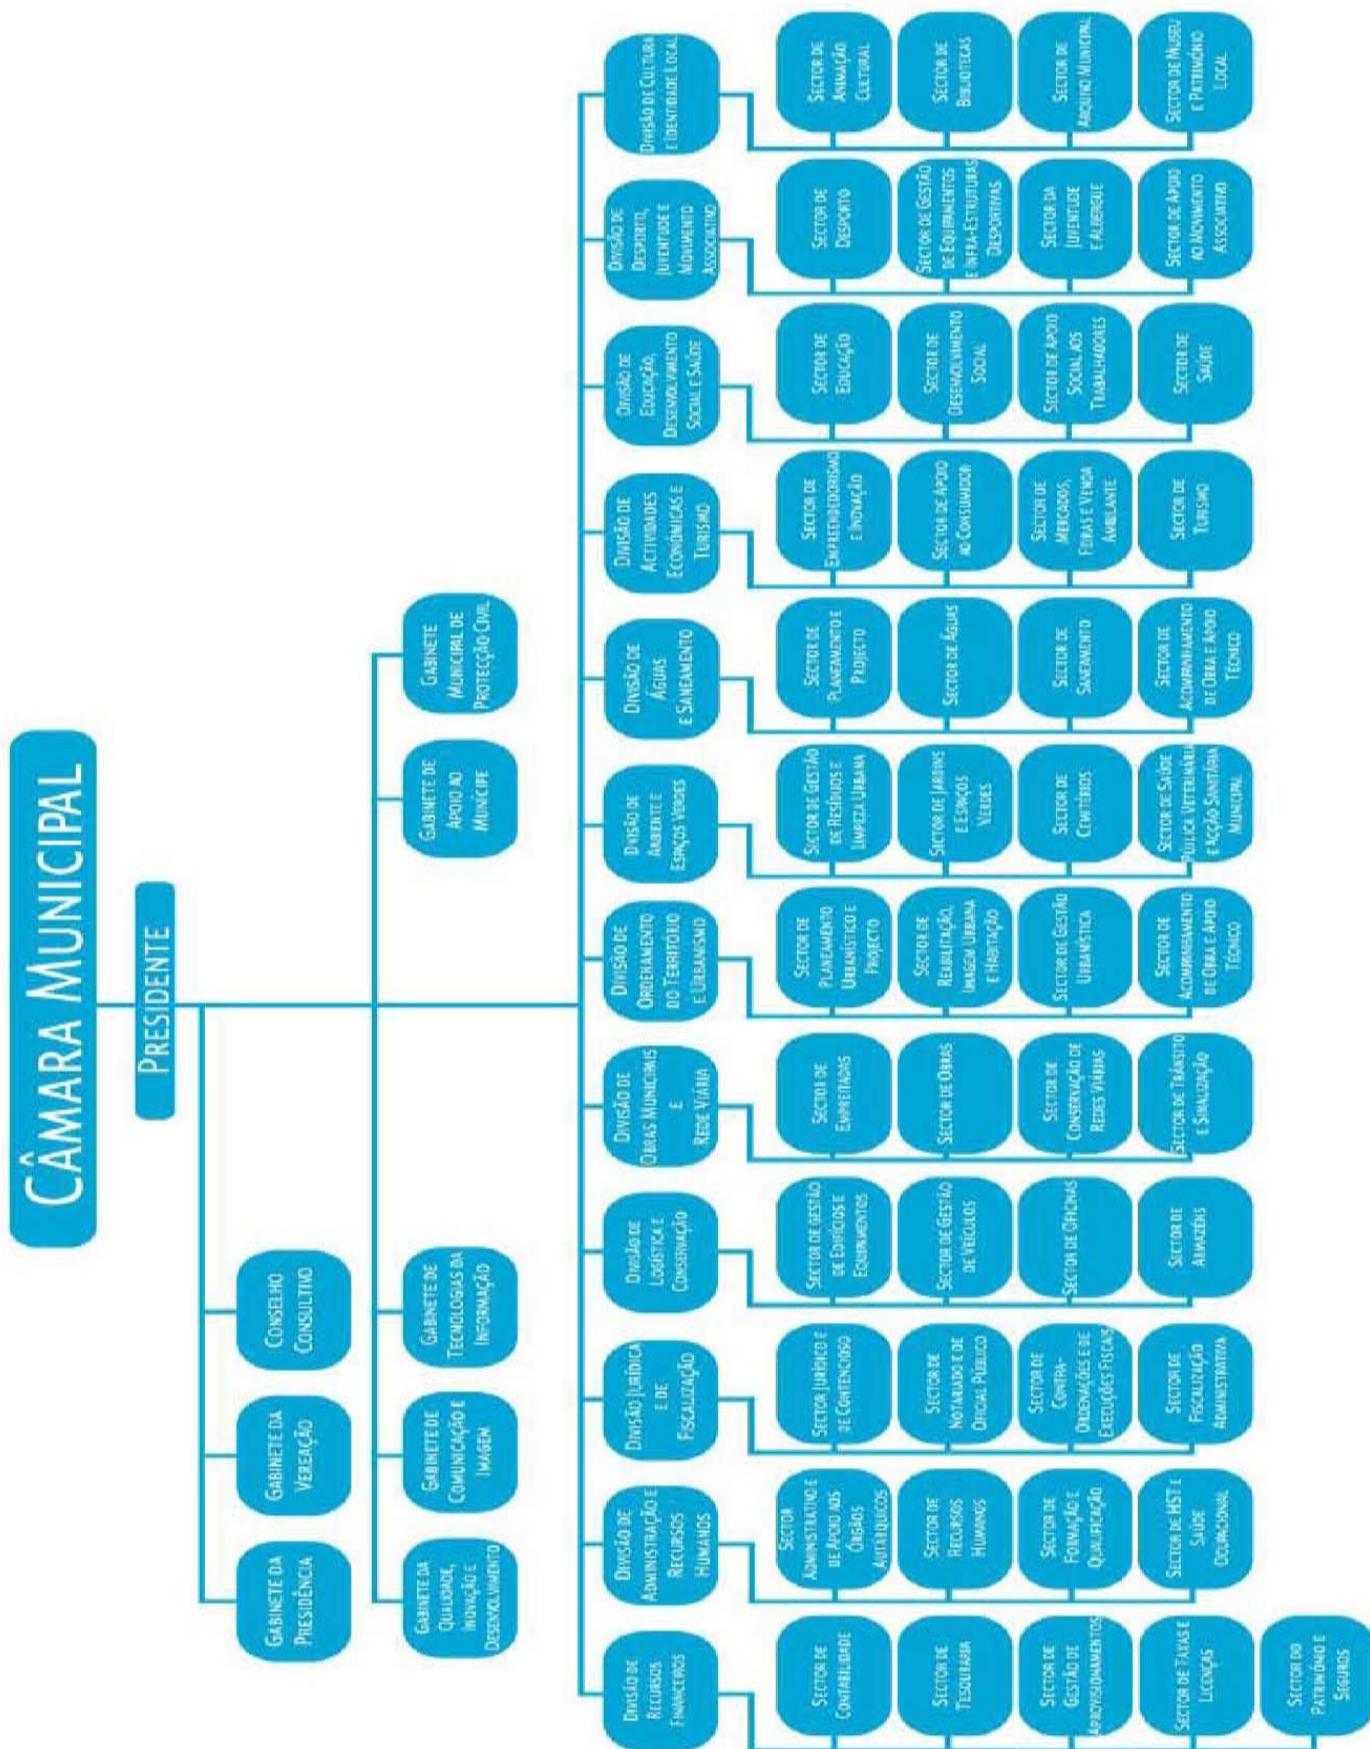 CÂMARA MUNICIPAL
PRESIDENTE
GABINETE DA
PRESIDÊNCIA
GABINETE DA
VEREAÇÃO
CONSELHO
CONSULTIVO
GABINETE DA
QUALIDADE,
INOVAÇÃO E
DESENVOLVIMENTO
GABINETE DE
COMUNICAÇÃO E
IMAGEM
GABINETE DE
TECNOLOGIAS DA
INFORMAÇÃO
GABINETE DE
APOIO AO
MUNÍCIPE
GABINETE
MUNICIPAL DE
PROTECÇÃO CIVIL
DIVISÃO DE
RECURSOS
FINANCEIROS
SECTOR DE
CONTABILIDADE
SECTOR DE
TESOURARIA
SECTOR DE
GESTÃO DE
APROVISIONAMENTOS
SECTOR DE TAXAS E
LICENÇAS
SECTOR DO
PATRIMÓNIO E
SEGUROS
DIVISÃO DE
ADMINISTRAÇÃO E
RECURSOS
HUMANOS
SECTOR
ADMINISTRATIVO E
DE APOIO AOS
ÓRGÃOS
AUTÁRQUICOS
SECTOR DE
RECURSOS
HUMANOS
SECTOR DE
FORMAÇÃO E
QUALIFICAÇÃO
SECTOR DE HST E
SAÚDE
OCUPACIONAL
DIVISÃO JURÍDICA
E DE
FISCALIZAÇÃO
SECTOR JURÍDICO E
DE CONTENCIOSO
SECTOR DE
NOTARIADO E DE
OFICIAL PÚBLICO
SECTOR DE
CONTRA-
ORDENAÇÕES E DE
EXECUÇÕES FISCAIS
SECTOR DE
FISCALIZAÇÃO
ADMINISTRATIVA
DIVISÃO DE
LOGÍSTICA E
CONSERVAÇÃO
SECTOR DE GESTÃO
DE EDIFÍCIOS E
EQUIPAMENTOS
SECTOR DE GESTÃO
DE VEÍCULOS
SECTOR DE OFICINAS
SECTOR DE
ARMAZÉNS
DIVISÃO DE
OBRAS MUNICIPAIS
E
REDE VIÁRIA
SECTOR DE
EMPREITADAS
SECTOR DE OBRAS
SECTOR DE
CONSERVAÇÃO DE
REDES VIÁRIAS
SECTOR DE TRÂNSITO
E SINALIZAÇÃO
DIVISÃO DE
ORDENAMENTO
DO TERRITÓRIO
E URBANISMO
SECTOR DE
PLANEAMENTO
URBANÍSTICO E
PROJECTO
SECTOR DE
REABILITAÇÃO,
IMAGEM URBANA
E HABITAÇÃO
SECTOR DE GESTÃO
URBANÍSTICA
SECTOR DE
ACOMPANHAMENTO
DE OBRA E APOIO
TÉCNICO
DIVISÃO DE
AMBIENTE E
ESPAÇOS VERDES
SECTOR DE GESTÃO
DE RESÍDUOS E
LIMPEZA URBANA
SECTOR DE JARDINS
E ESPAÇOS
VERDES
SECTOR DE
CEMITÉRIOS
SECTOR DE SAÚDE
PÚBLICA VETERINÁRIA
E ACÇÃO SANITÁRIA
MUNICIPAL
DIVISÃO DE
ÁGUAS
E SANEAMENTO
SECTOR DE
PLANEAMENTO E
PROJECTO
SECTOR DE ÁGUAS
SECTOR DE
SANEAMENTO
SECTOR DE
ACOMPANHAMENTO
DE OBRA E APOIO
TÉCNICO
DIVISÃO DE
ACTIVIDADES
ECONÓMICAS E
TURISMO
SECTOR DE
EMPREENDEDORISMO
E INOVAÇÃO
SECTOR DE APOIO
AO CONSUMIDOR
SECTOR DE
MERCADOS,
FEIRAS E VENDA
AMBULANTE
SECTOR DE
TURISMO
DIVISÃO DE
EDUCAÇÃO,
DESENVOLVIMENTO
SOCIAL E SAÚDE
SECTOR DE
EDUCAÇÃO
SECTOR DE
DESENVOLVIMENTO
SOCIAL
SECTOR DE APOIO
SOCIAL AOS
TRABALHADORES
SECTOR DE
SAÚDE
DIVISÃO DE
DESPORTO,
JUVENTUDE E
MOVIMENTO
ASSOCIATIVO
SECTOR DE
DESPORTO
SECTOR DE GESTÃO
DE EQUIPAMENTOS
E INFRA-ESTRUTURAS
DESPORTIVAS
SECTOR DA
JUVENTUDE
E ALBERGUE
SECTOR DE APOIO
AO MOVIMENTO
ASSOCIATIVO
DIVISÃO DE CULTURA
E IDENTIDADE LOCAL
SECTOR DE
ANIMAÇÃO
CULTURAL
SECTOR DE
BIBLIOTECAS
SECTOR DE
ARQUIVO MUNICIPAL
SECTOR DE MUSEU
E PATRIMÓNIO
LOCAL